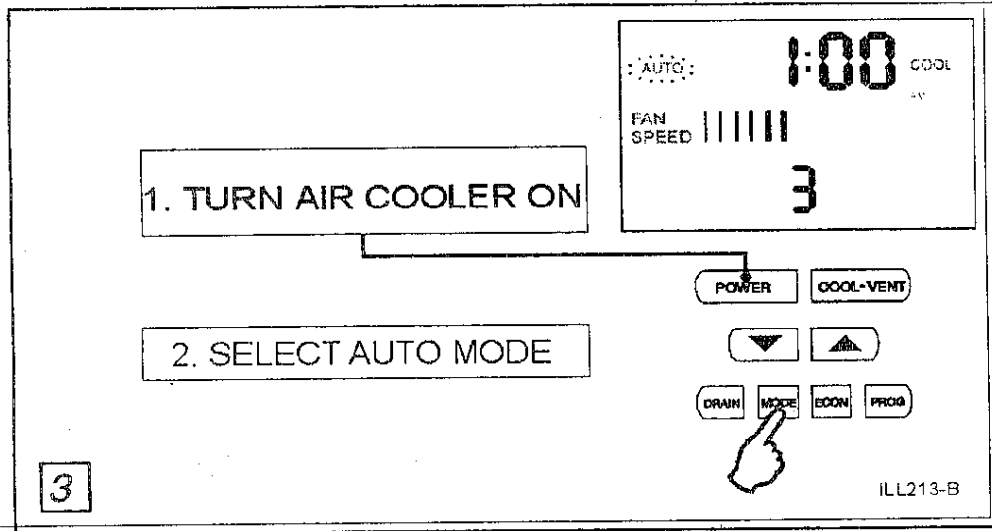 AUTO 1:00 COOL
FAN
SPEED
3
1. TURN AIR COOLER ON
POWER COOL-VENT
2. SELECT AUTO MODE
DRAIN MODE ECON PROG
3
ILL213-B